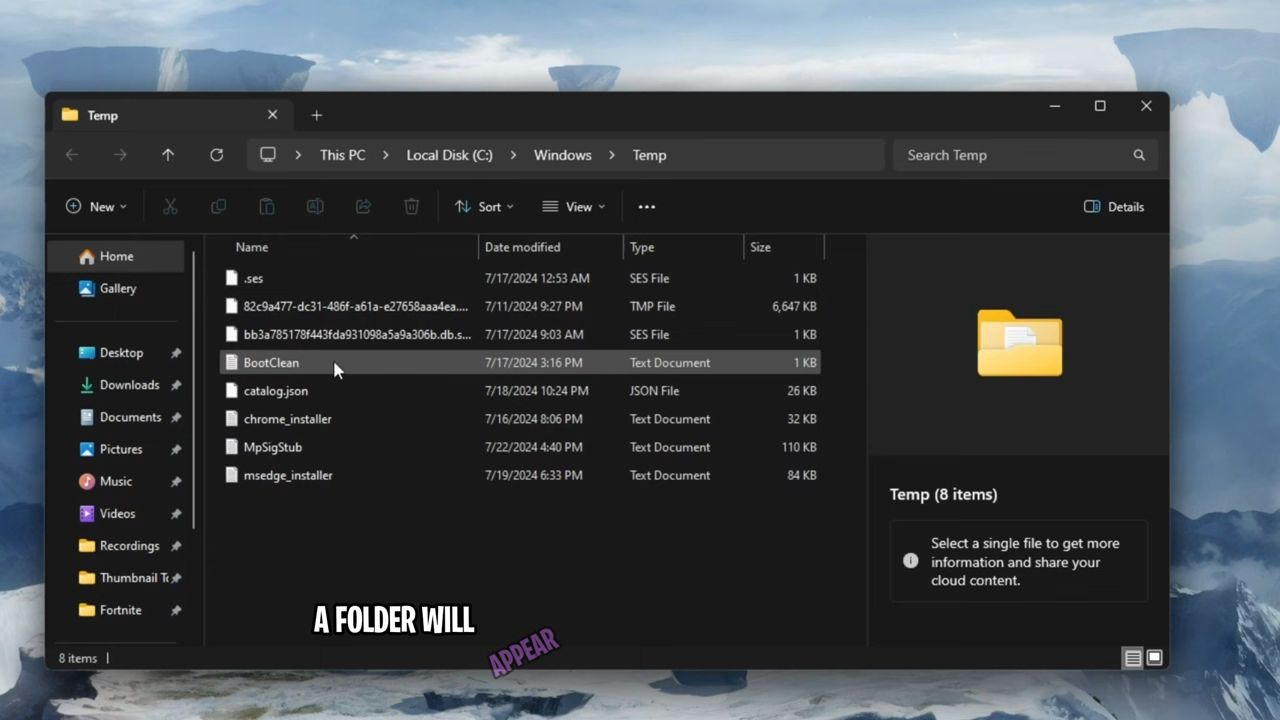 Temp
This PC > Local Disk (C:) > Windows > Temp
Search Temp
New
Sort
View
Details
Name Date modified Type Size
.ses 7/17/2024 12:53 AM SES File 1 KB
82c9a477-dc31-486f-a61a-e27658aaa4ea.... 7/11/2024 9:27 PM TMP File 6,647 KB
bb3a785178f443fda931098a5a9a306b.db.s... 7/17/2024 9:03 AM SES File 1 KB
BootClean 7/17/2024 3:16 PM Text Document 1 KB
catalog.json 7/18/2024 10:24 PM JSON File 26 KB
chrome_installer 7/16/2024 8:06 PM Text Document 32 KB
MpSigStub 7/22/2024 4:40 PM Text Document 110 KB
msedge_installer 7/19/2024 6:33 PM Text Document 84 KB
Home
Gallery
Desktop
Downloads
Documents
Pictures
Music
Videos
Recordings
Thumbnail Te
Fortnite
Temp (8 items)
Select a single file to get more
information and share your
cloud content.
A FOLDER WILL
APPEAR
8 items